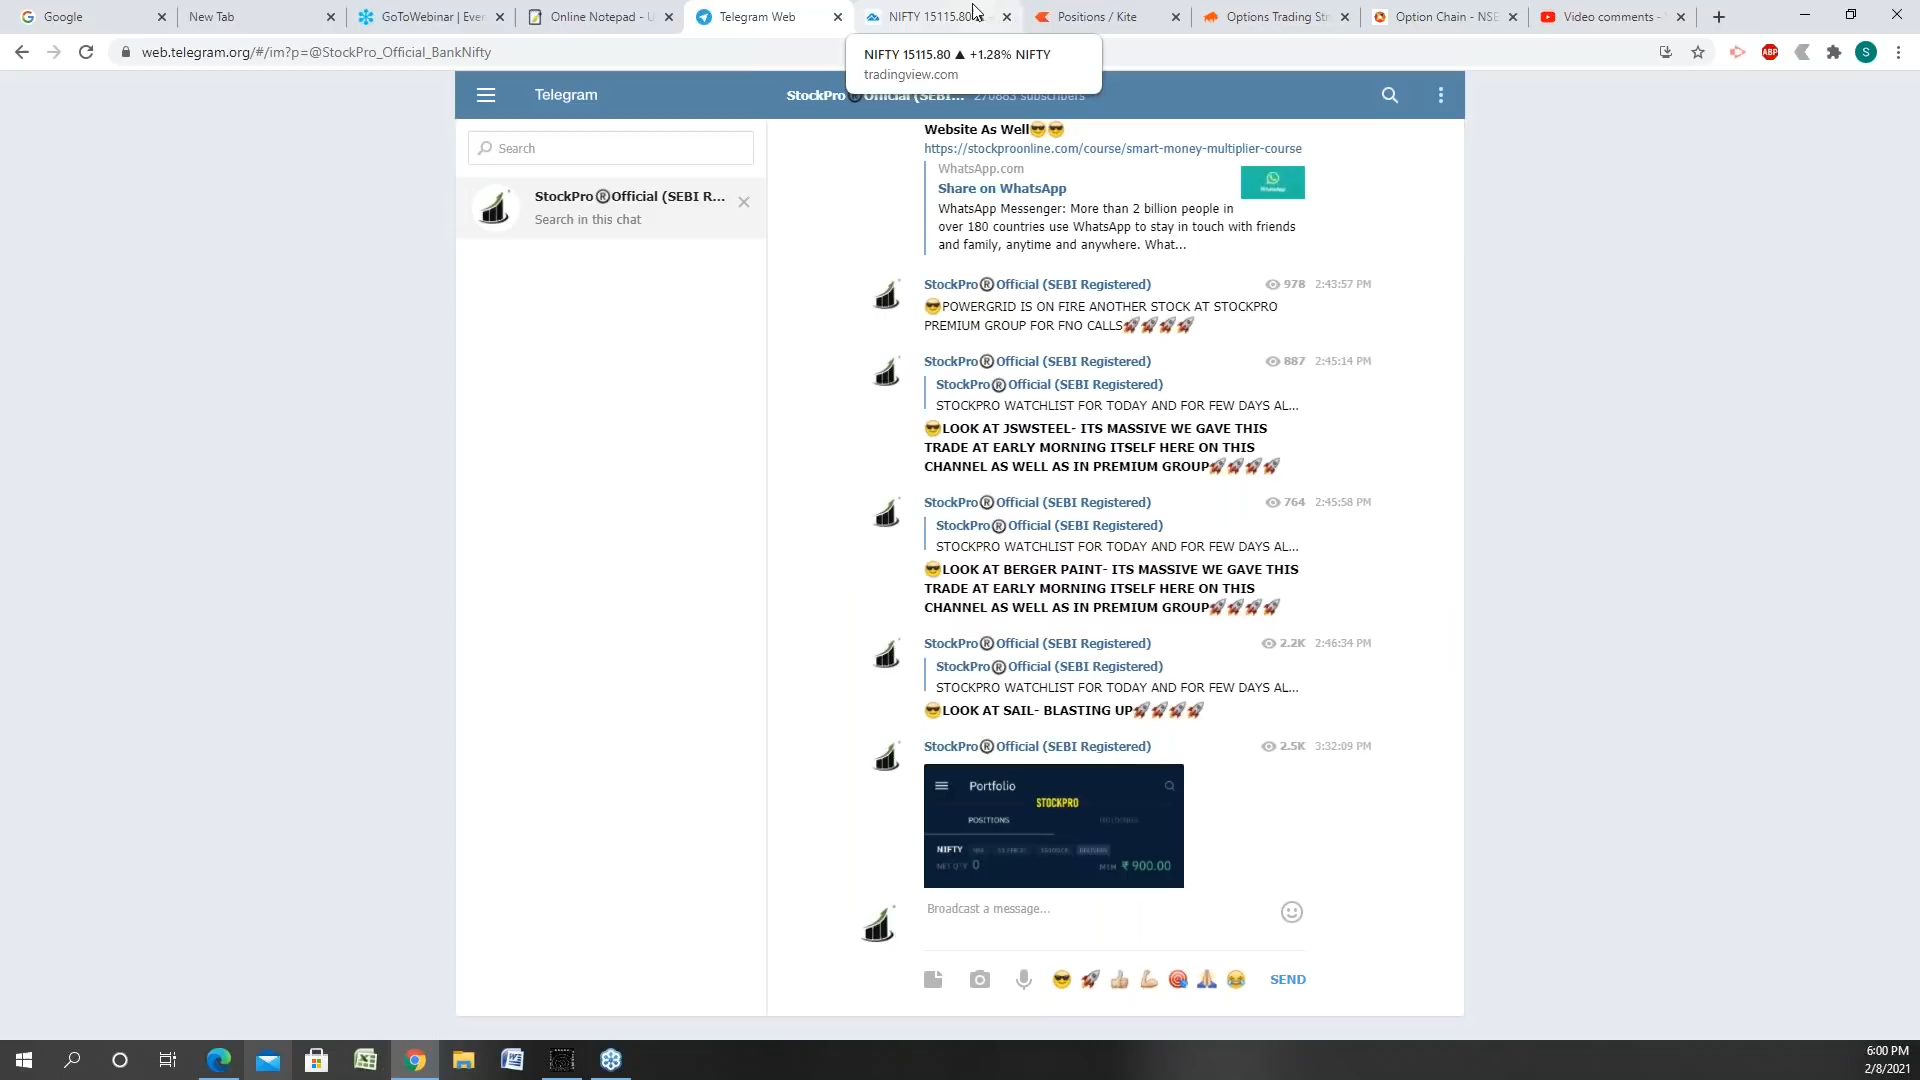 Google
New Tab
GoToWebinar | Ever
Online Notepad - U
Telegram Web
NIFTY 15115.80
Positions / Kite
Options Trading Str
Option Chain - NSE
Video comments -
web.telegram.org/#/im?p=@StockPro_Official_BankNifty
ABP
S
NIFTY 15115.80 ▲ +1.28% NIFTY
tradingview.com
Telegram
StockPro®Official (SEBI... 270883 subscribers
Search
StockPro®Official (SEBI R...
Search in this chat
Website As Well😎😎
https://stockproonline.com/course/smart-money-multiplier-course
WhatsApp.com
Share on WhatsApp
WhatsApp Messenger: More than 2 billion people in
over 180 countries use WhatsApp to stay in touch with friends
and family, anytime and anywhere. What...
StockPro®Official (SEBI Registered) 978 2:43:57 PM
😎POWERGRID IS ON FIRE ANOTHER STOCK AT STOCKPRO
PREMIUM GROUP FOR FNO CALLS🚀🚀🚀🚀
StockPro®Official (SEBI Registered) 887 2:45:14 PM
StockPro®Official (SEBI Registered)
STOCKPRO WATCHLIST FOR TODAY AND FOR FEW DAYS AL...
😎LOOK AT JSWSTEEL- ITS MASSIVE WE GAVE THIS
TRADE AT EARLY MORNING ITSELF HERE ON THIS
CHANNEL AS WELL AS IN PREMIUM GROUP🚀🚀🚀🚀
StockPro®Official (SEBI Registered) 764 2:45:58 PM
StockPro®Official (SEBI Registered)
STOCKPRO WATCHLIST FOR TODAY AND FOR FEW DAYS AL...
😎LOOK AT BERGER PAINT- ITS MASSIVE WE GAVE THIS
TRADE AT EARLY MORNING ITSELF HERE ON THIS
CHANNEL AS WELL AS IN PREMIUM GROUP🚀🚀🚀🚀
StockPro®Official (SEBI Registered) 2.2K 2:46:34 PM
StockPro®Official (SEBI Registered)
STOCKPRO WATCHLIST FOR TODAY AND FOR FEW DAYS AL...
😎LOOK AT SAIL- BLASTING UP🚀🚀🚀🚀
StockPro®Official (SEBI Registered) 2.5K 3:32:09 PM
Portfolio
STOCKPRO
POSITIONS HOLDINGS
NIFTY
NET QTY 0 MTM ₹ 900.00
Broadcast a message...
SEND
6:00 PM
2/8/2021